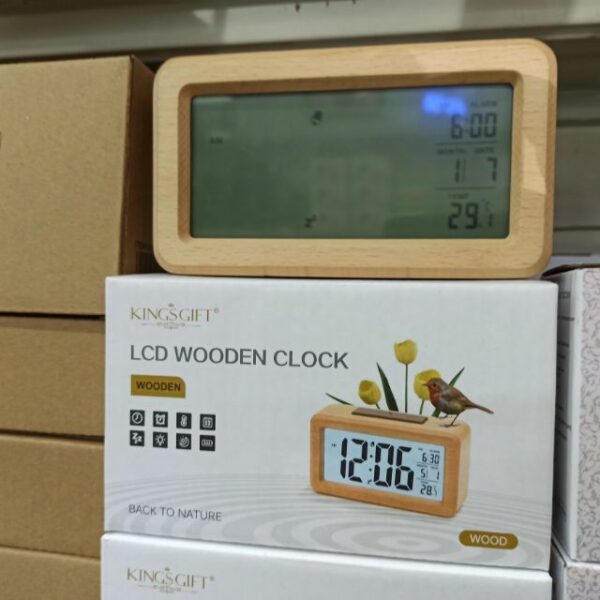 ALARM
6:00
MONTH DATE
11 7
TEMP
29
KINGSGIFT®
LCD WOODEN CLOCK
WOODEN
12:06
6:30
5 1
28
BACK TO NATURE
WOOD
KINGSGIFT®